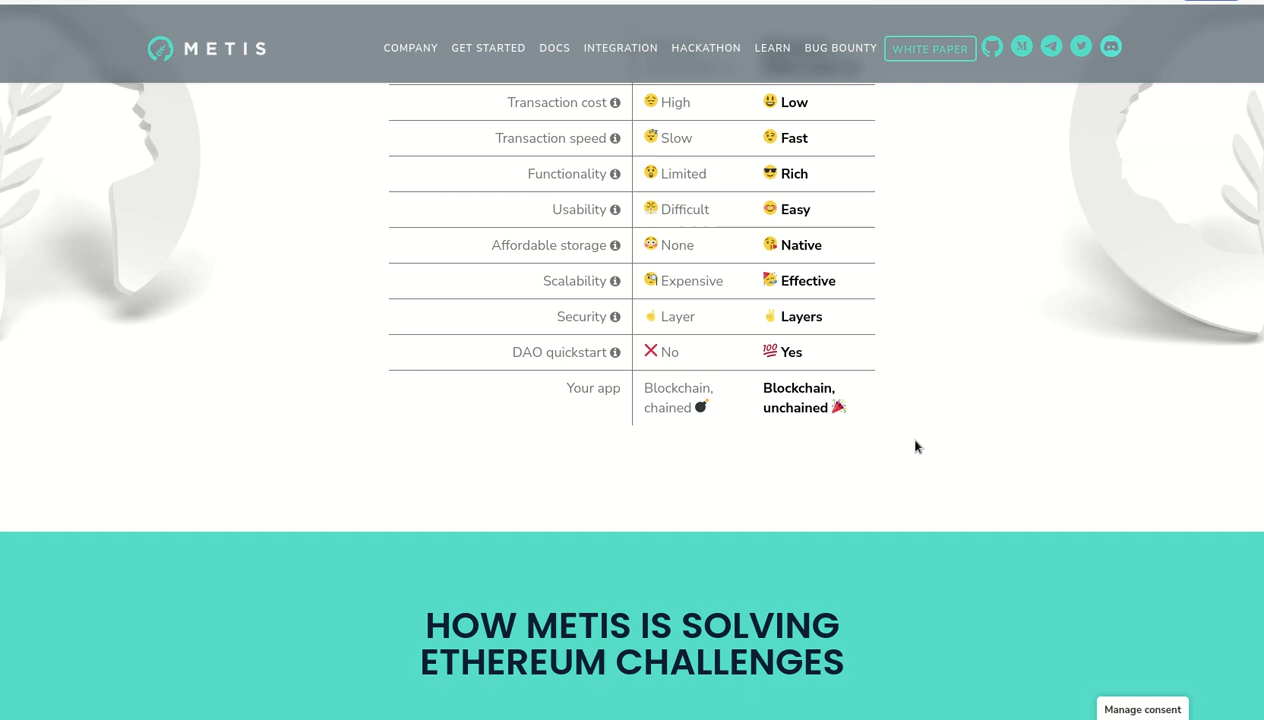 METIS
COMPANY GET STARTED DOCS INTEGRATION HACKATHON LEARN BUG BOUNTY WHITE PAPER
Transaction cost High Low
Transaction speed Slow Fast
Functionality Limited Rich
Usability Difficult Easy
Affordable storage None Native
Scalability Expensive Effective
Security Layer Layers
DAO quickstart No 100 Yes
Your app Blockchain, Blockchain,
chained unchained
HOW METIS IS SOLVING
ETHEREUM CHALLENGES
Manage consent